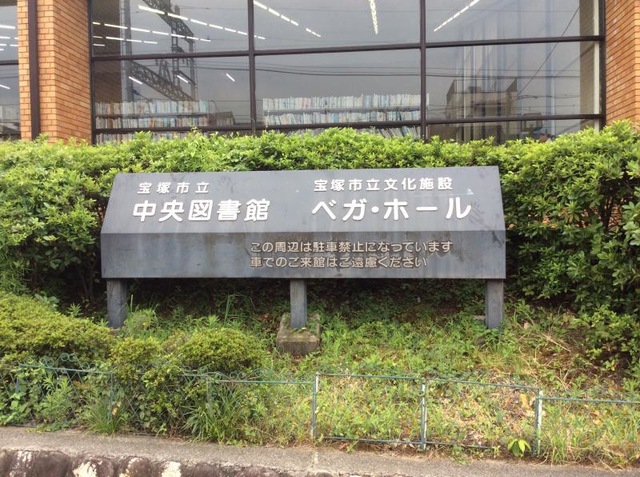 宝塚市立
中央図書館
宝塚市立文化施設
ベガ・ホール
この周辺は駐車禁止になっています
車でのご来館はご遠慮ください